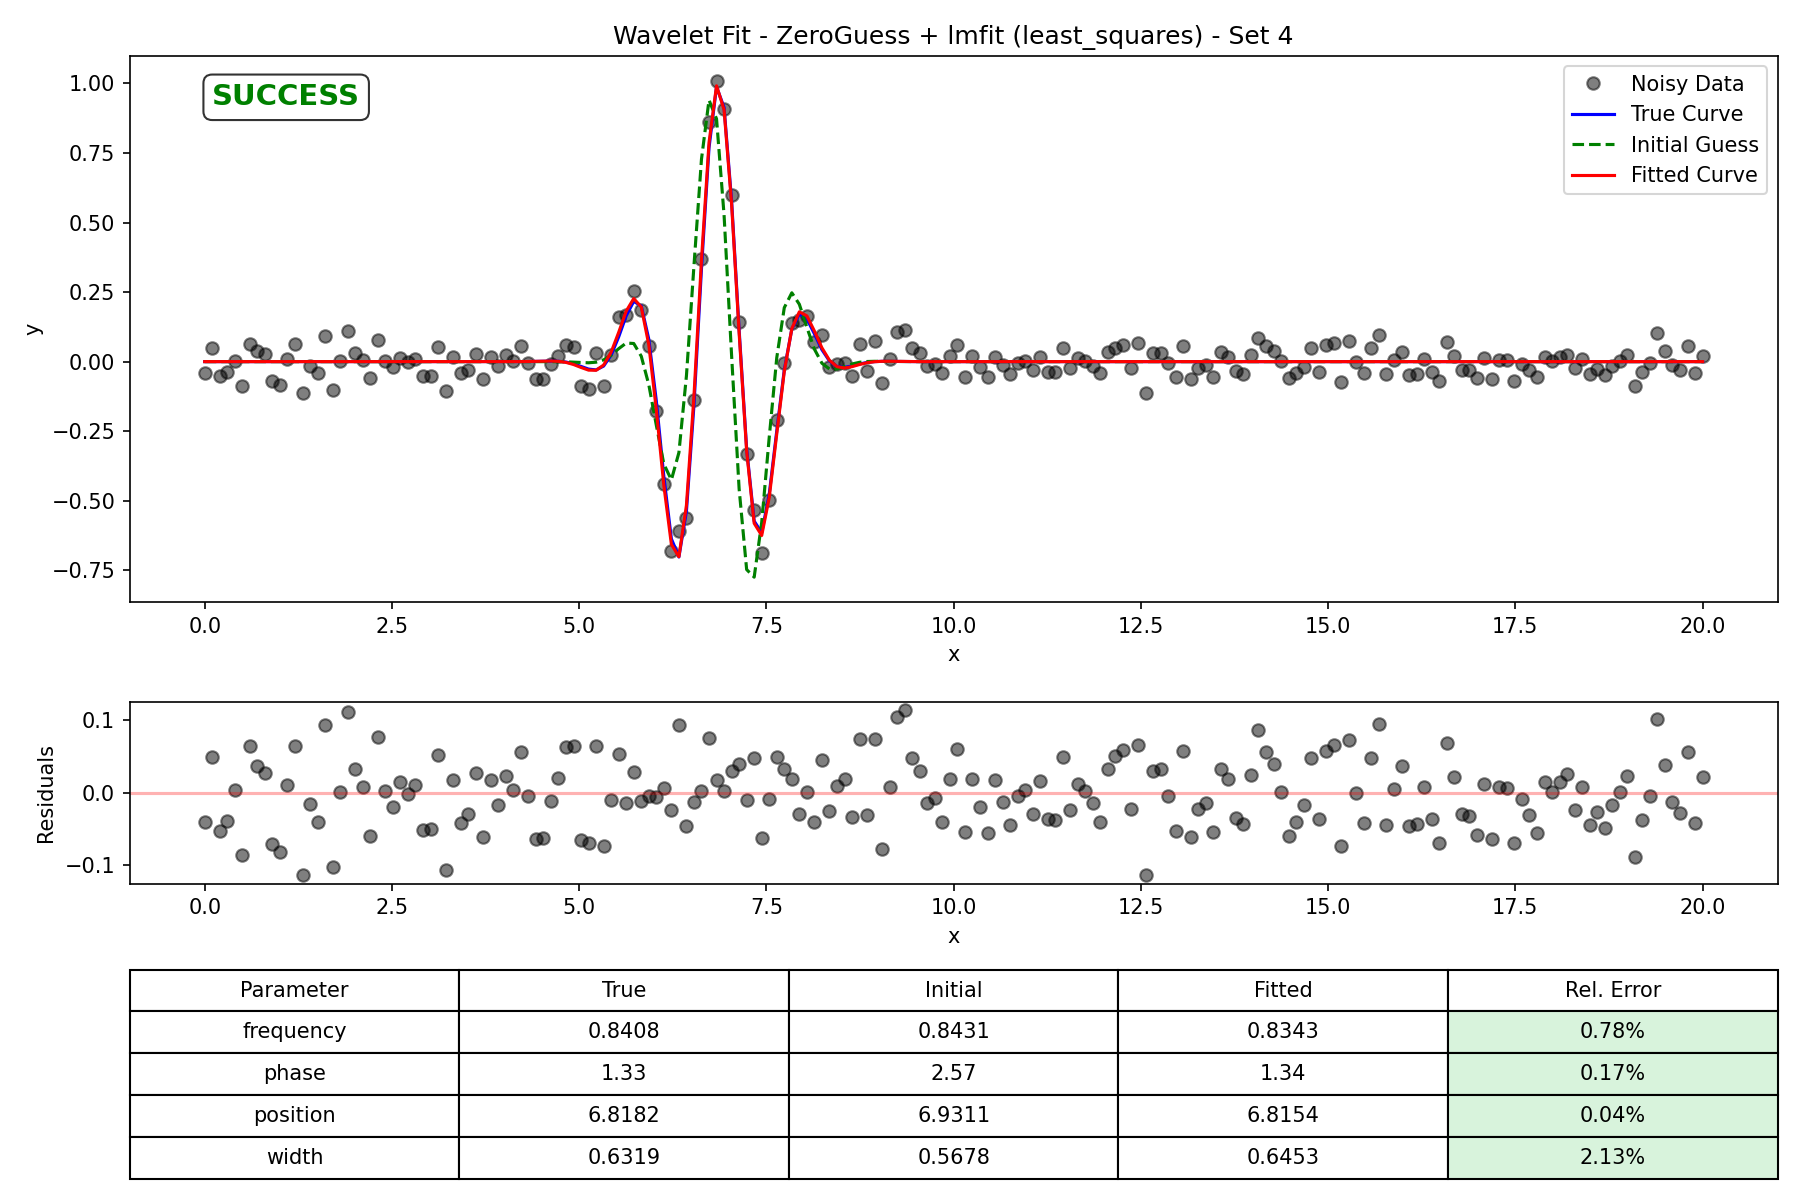 Wavelet Fit - ZeroGuess + lmfit (least_squares) - Set 4
SUCCESS
Noisy Data
True Curve
Initial Guess
Fitted Curve
1.00
0.75
0.50
0.25
0.00
−0.25
−0.50
−0.75
y
0.0 2.5 5.0 7.5 10.0 12.5 15.0 17.5 20.0
x
0.1
0.0
−0.1
Residuals
0.0 2.5 5.0 7.5 10.0 12.5 15.0 17.5 20.0
x
Parameter True Initial Fitted Rel. Error
frequency 0.8408 0.8431 0.8343 0.78%
phase 1.33 2.57 1.34 0.17%
position 6.8182 6.9311 6.8154 0.04%
width 0.6319 0.5678 0.6453 2.13%